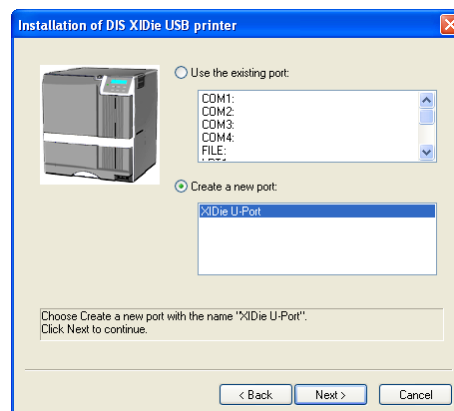 Installation of DIS XIDie USB printer
Use the existing port:
COM1:
COM2:
COM3:
COM4:
FILE:
Create a new port:
XIDie U-Port
Choose Create a new port with the name "XIDie U-Port".
Click Next to continue.
< Back Next > Cancel